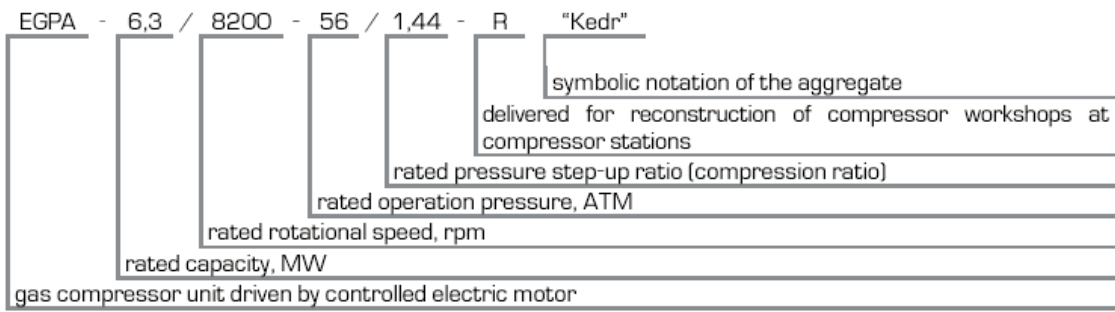 EGPA - 6,3 / 8200 - 56 / 1,44 - R "Kedr"
symbolic notation of the aggregate
delivered for reconstruction of compressor workshops at
compressor stations
rated pressure step-up ratio (compression ratio)
rated operation pressure, ATM
rated rotational speed, rpm
rated capacity, MW
gas compressor unit driven by controlled electric motor